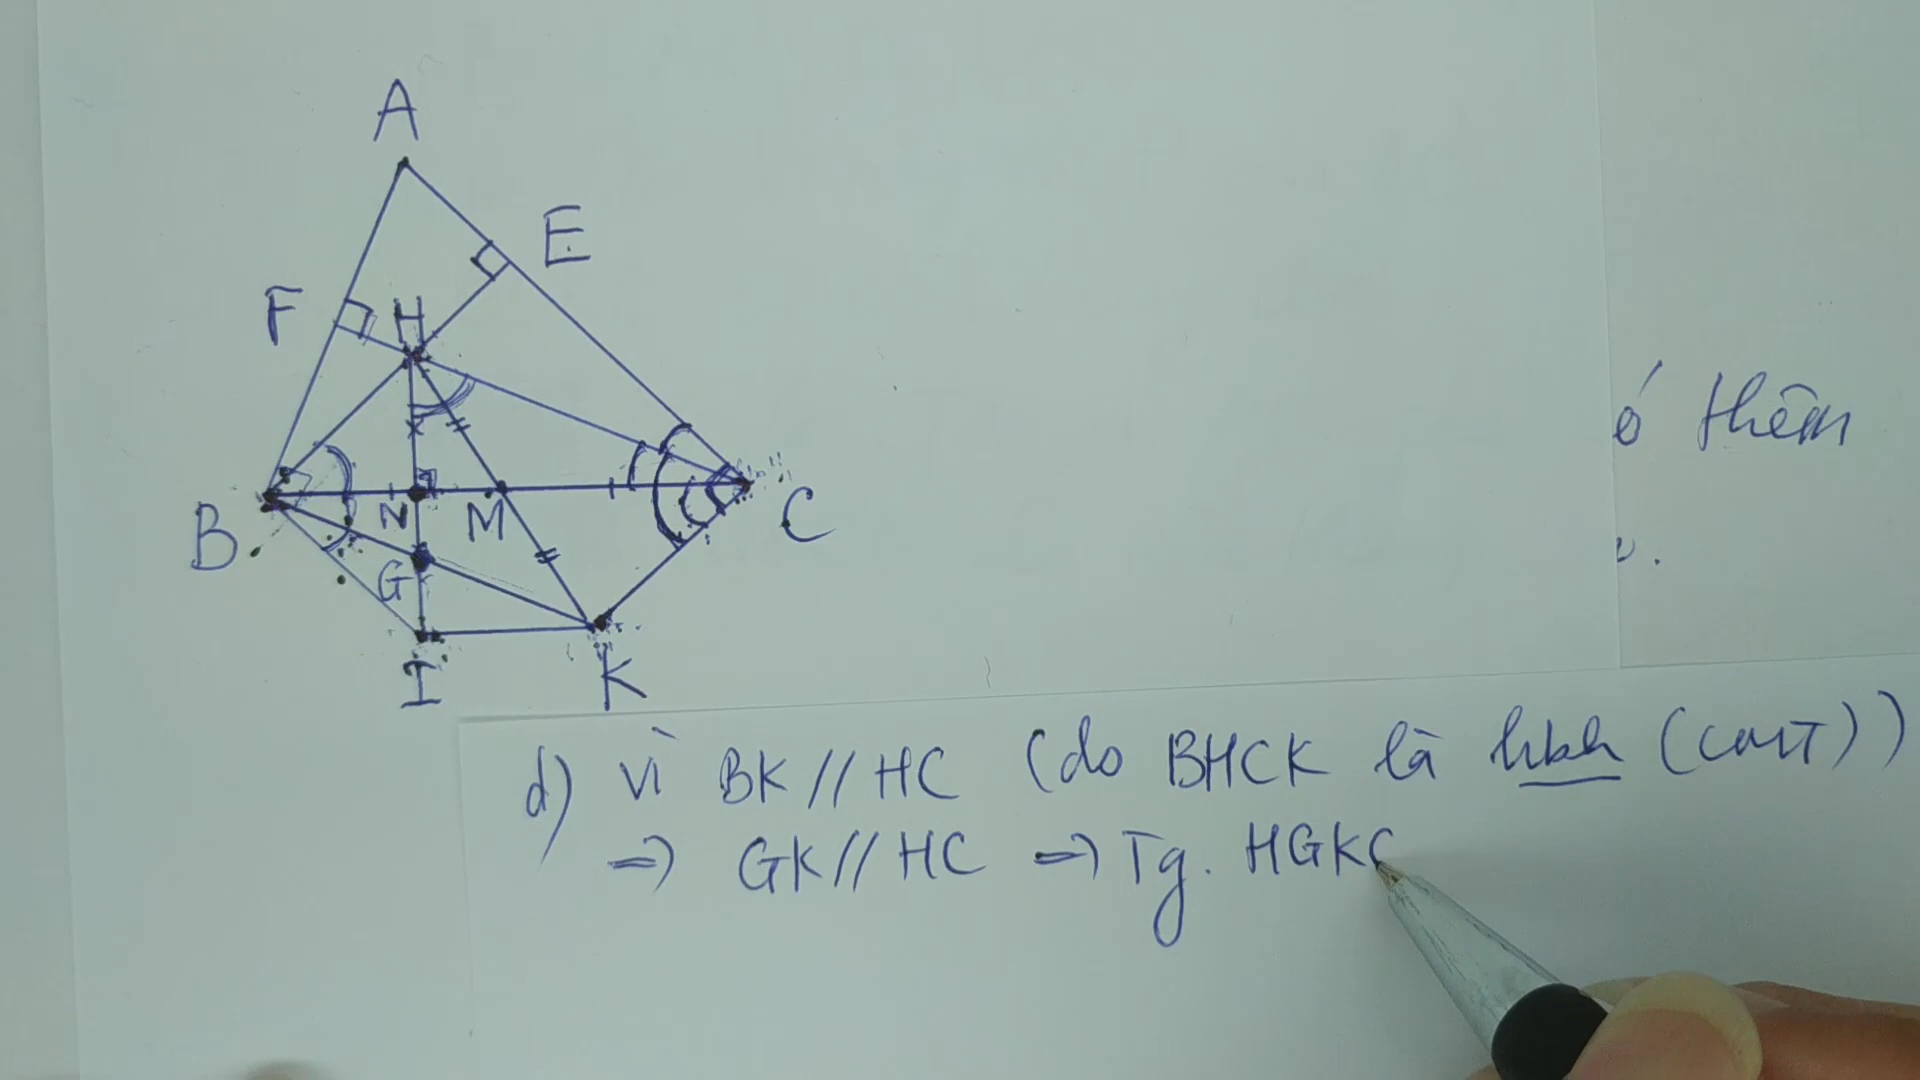 A
E
F
H
B
N
M
C
G
I
K
ó thêm
d) Vì BK // HC (do BHCK là hbh (CMT))
=> GK // HC => Tg. HGKC